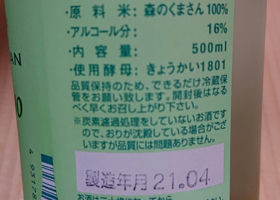 ・原料米：森のくまさん100%
・アルコール分：16%
・内容量：500ml
・使用酵母：きょうかい1801
品質保持のため、できるだけ冷蔵保
管をお願い致します。開封後はなるべ
く早くお召し上がり下さい。
※炭素濾過処理をしていないお酒です
ので、おりが沈殿している場合がござ
いますが品質には問題ありません。
製造年月21.04